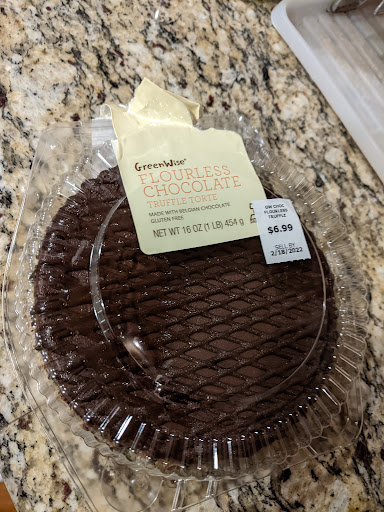 GreenWise
FLOURLESS
CHOCOLATE
TRUFFLE TORTE
MADE WITH BELGIAN CHOCOLATE
GLUTEN FREE
NET WT 16 OZ (1 LB) 454 g
GW CHOC
FLOURLESS
TRUFFLE
$6.99
SELL BY
2/18/2022